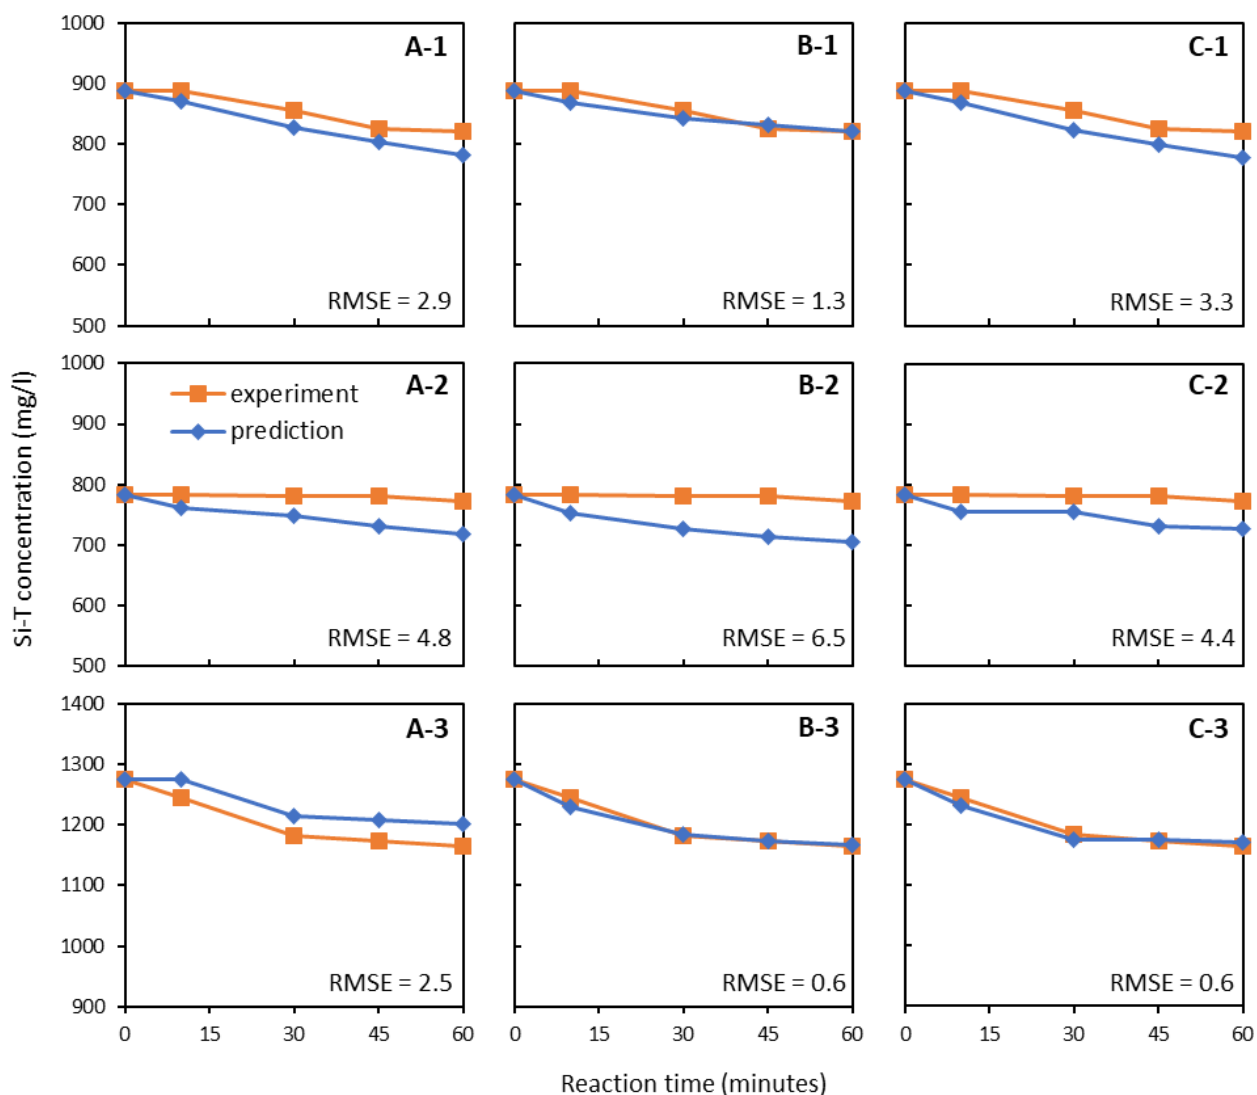 1000
900
800
700
600
500
A-1
RMSE = 2.9
B-1
RMSE = 1.3
C-1
RMSE = 3.3
Si-T concentration (mg/l)
1000
900
800
700
600
500
A-2
experiment
prediction
RMSE = 4.8
B-2
RMSE = 6.5
C-2
RMSE = 4.4
1400
1300
1200
1100
1000
900
A-3
RMSE = 2.5
B-3
RMSE = 0.6
C-3
RMSE = 0.6
0 15 30 45 60
0 15 30 45 60
0 15 30 45 60
Reaction time (minutes)